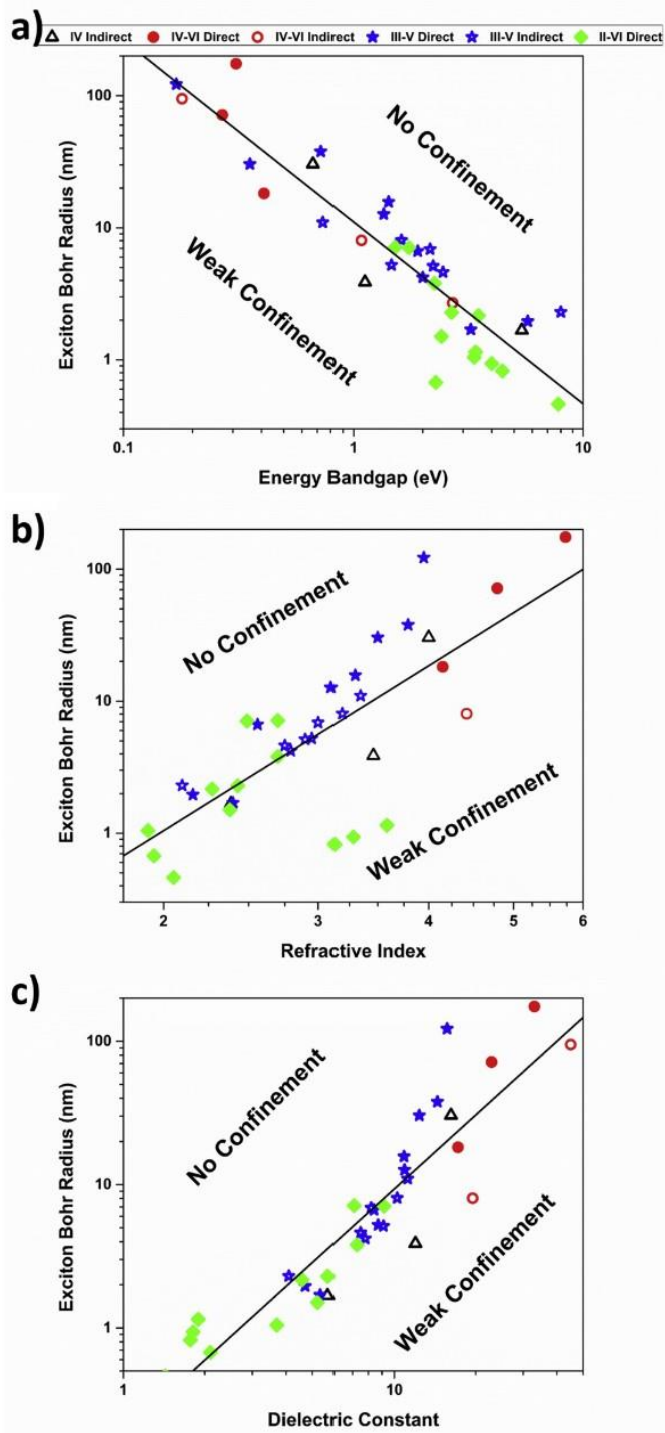 a)
IV Indirect IV-VI Direct IV-VI Indirect III-V Direct III-V Indirect II-VI Direct
100
10
1
Exciton Bohr Radius (nm)
No Confinement
Weak Confinement
0.1 1 10
Energy Bandgap (eV)
b)
100
10
1
Exciton Bohr Radius (nm)
No Confinement
Weak Confinement
2 3 4 5 6
Refractive Index
c)
100
10
1
Exciton Bohr Radius (nm)
No Confinement
Weak Confinement
1 10
Dielectric Constant